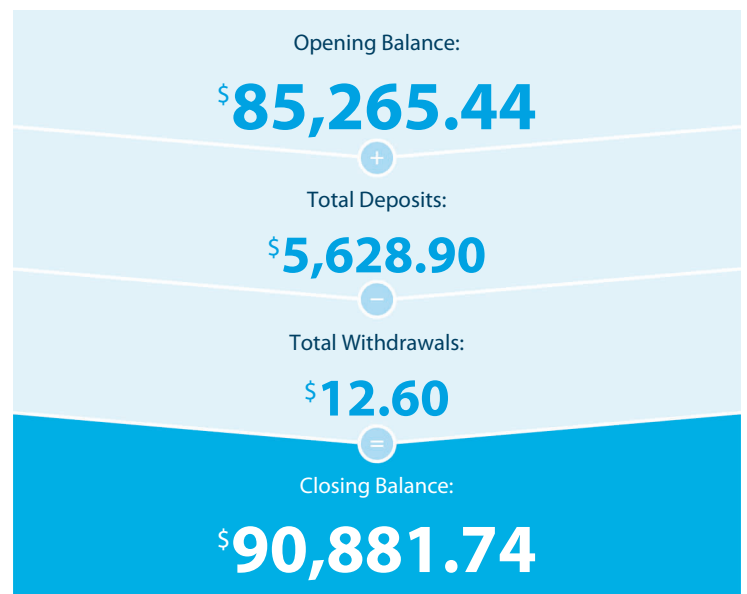 Opening Balance:
$85,265.44
+
Total Deposits:
$5,628.90
−
Total Withdrawals:
$12.60
=
Closing Balance:
$90,881.74